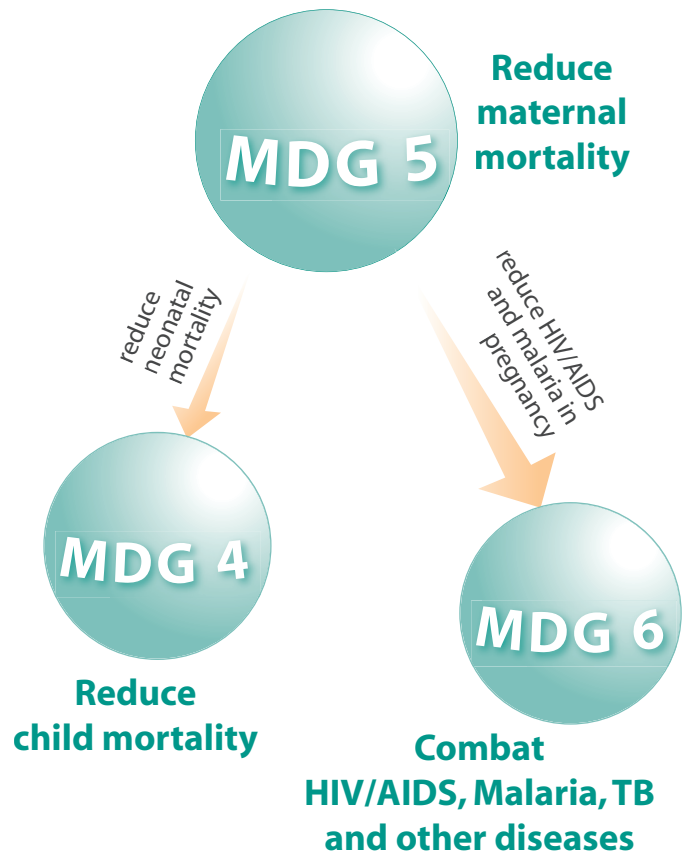 MDG 5
Reduce
maternal
mortality
reduce
neonatal
mortality
reduce HIV/AIDS
and malaria in
pregnancy
MDG 4
Reduce
child mortality
MDG 6
Combat
HIV/AIDS, Malaria, TB
and other diseases